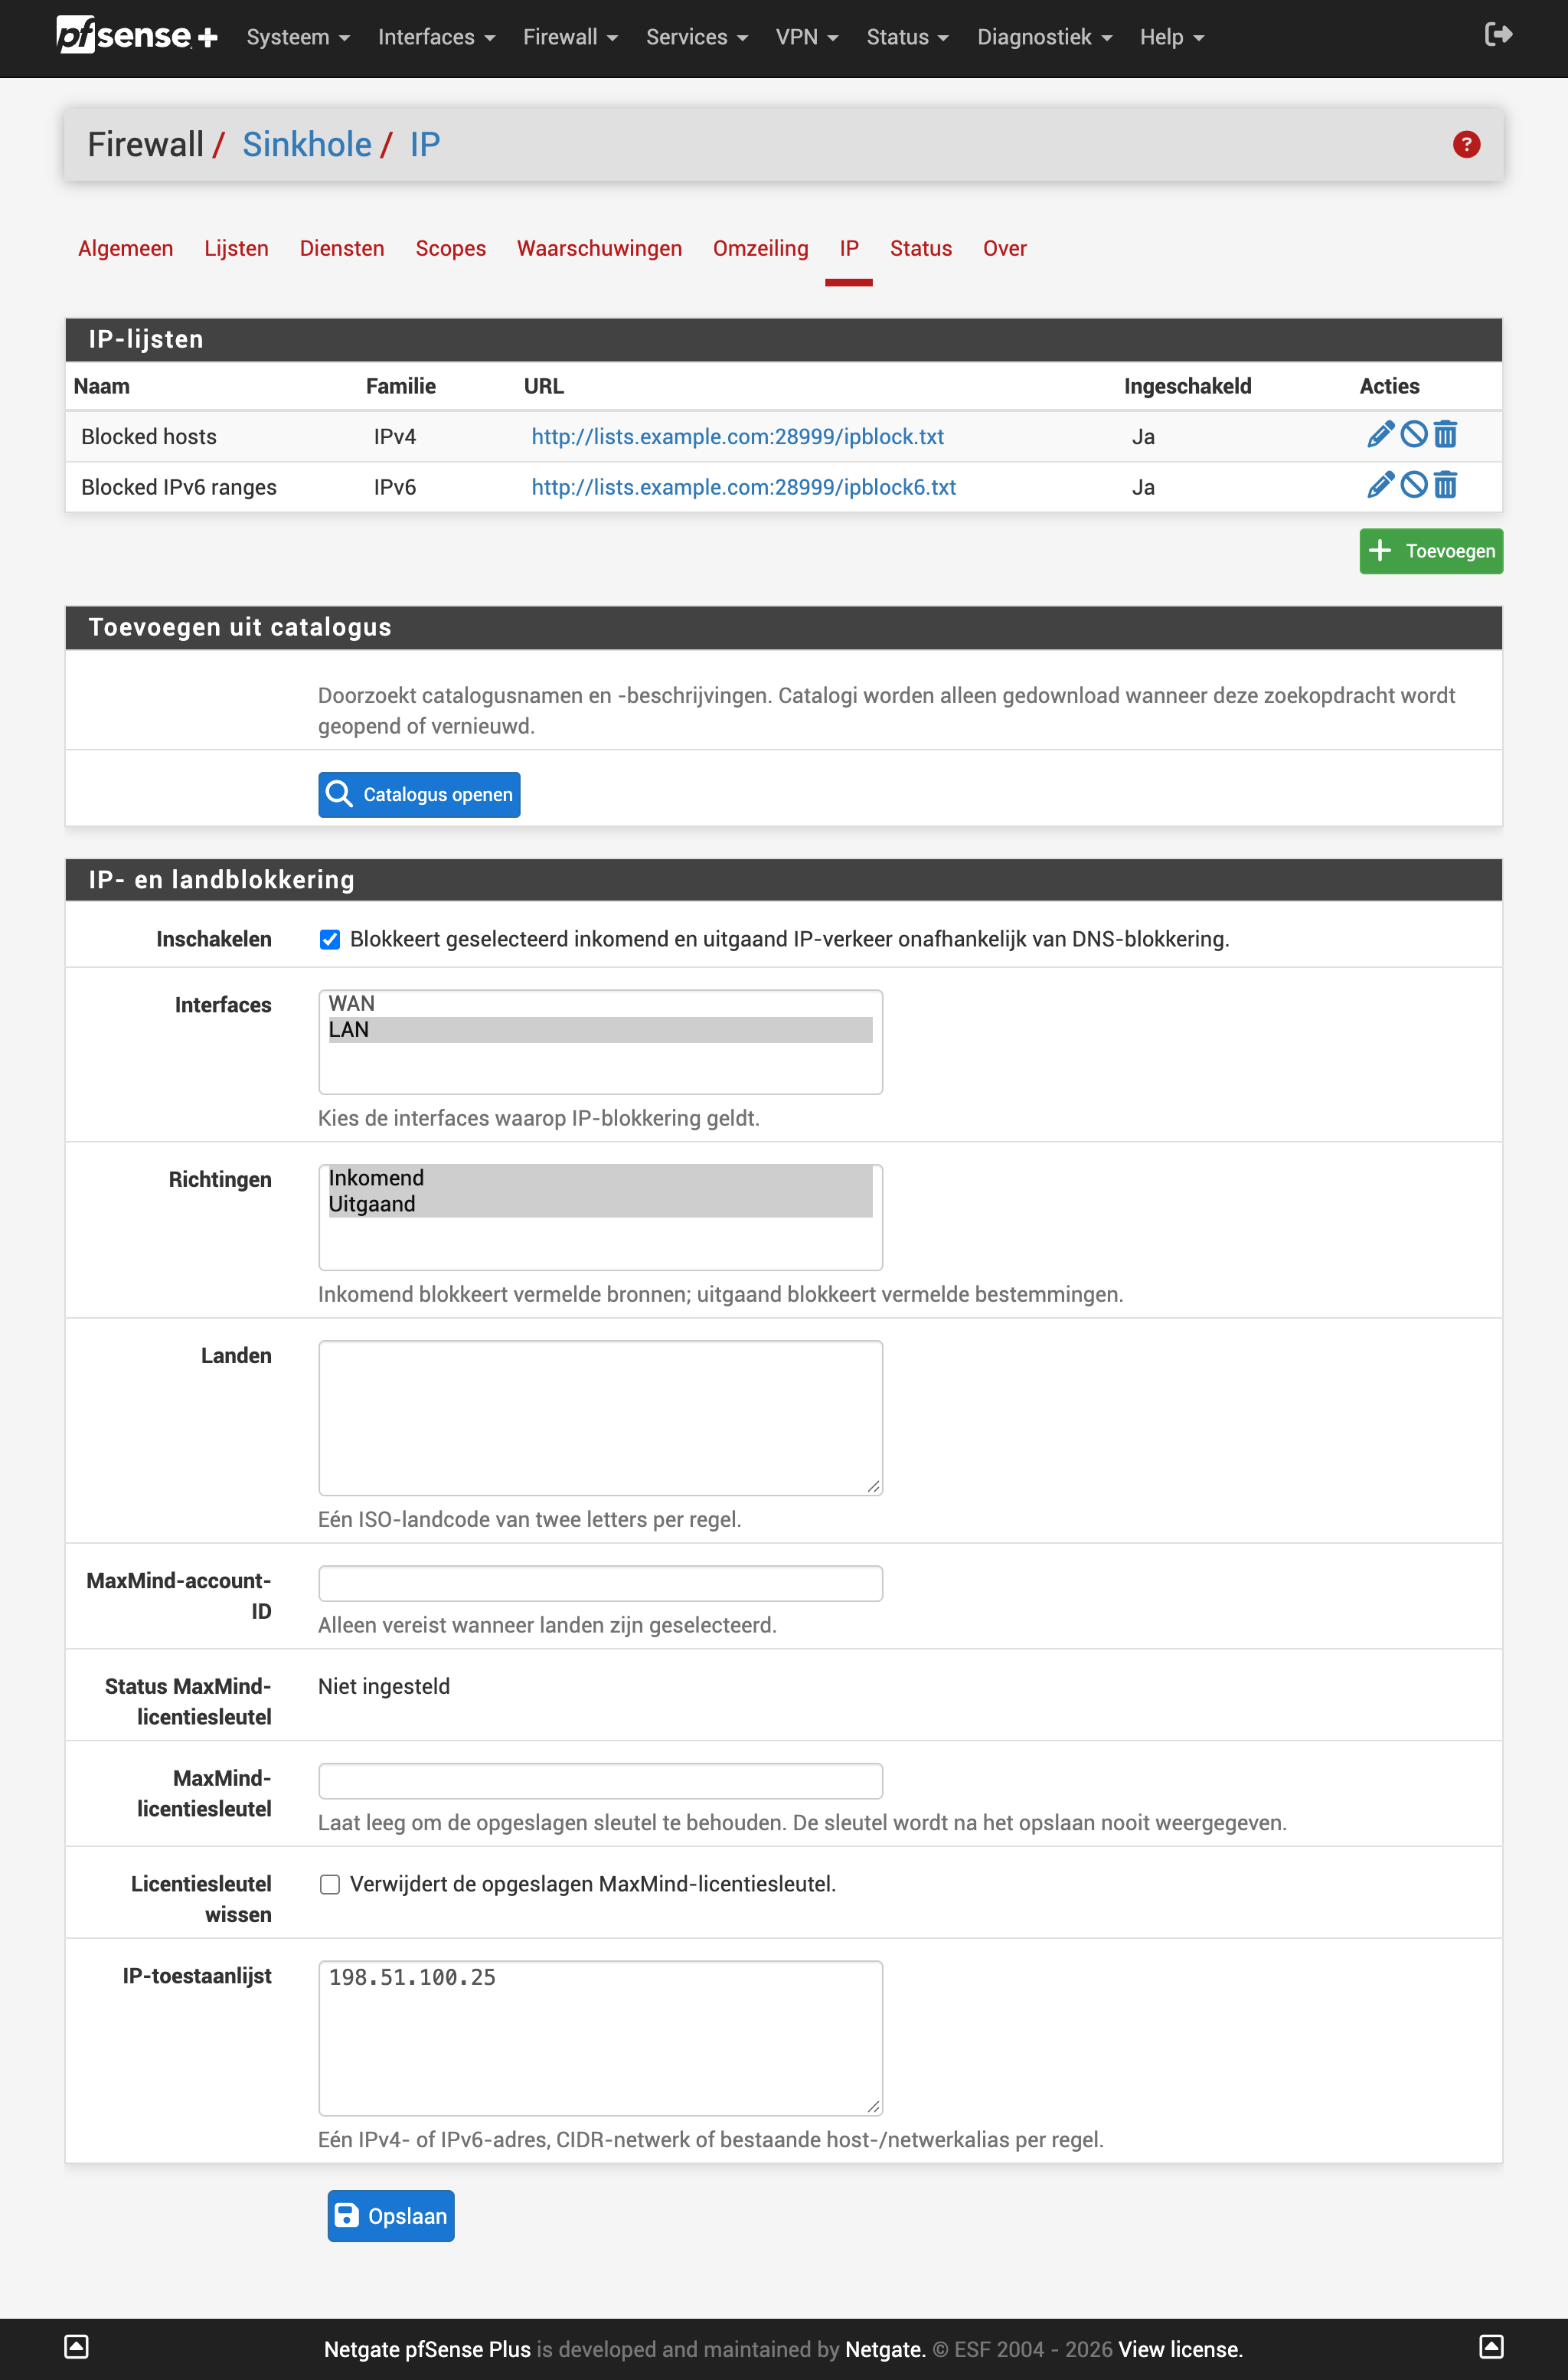 pfsense+ Systeem Interfaces Firewall Services VPN Status Diagnostiek Help
Firewall / Sinkhole / IP
Algemeen Lijsten Diensten Scopes Waarschuwingen Omzeiling IP Status Over
IP-lijsten
Naam Familie URL Ingeschakeld Acties
Blocked hosts IPv4 http://lists.example.com:28999/ipblock.txt Ja
Blocked IPv6 ranges IPv6 http://lists.example.com:28999/ipblock6.txt Ja
Toevoegen
Toevoegen uit catalogus
Doorzoekt catalogusnamen en -beschrijvingen. Catalogi worden alleen gedownload wanneer deze zoekopdracht wordt
geopend of vernieuwd.
Catalogus openen
IP- en landblokkering
Inschakelen Blokkeert geselecteerd inkomend en uitgaand IP-verkeer onafhankelijk van DNS-blokkering.
Interfaces WAN
LAN
Kies de interfaces waarop IP-blokkering geldt.
Richtingen Inkomend
Uitgaand
Inkomend blokkeert vermelde bronnen; uitgaand blokkeert vermelde bestemmingen.
Landen
Eén ISO-landcode van twee letters per regel.
MaxMind-account-
ID
Alleen vereist wanneer landen zijn geselecteerd.
Status MaxMind- Niet ingesteld
licentiesleutel
MaxMind-
licentiesleutel
Laat leeg om de opgeslagen sleutel te behouden. De sleutel wordt na het opslaan nooit weergegeven.
Licentiesleutel Verwijdert de opgeslagen MaxMind-licentiesleutel.
wissen
IP-toestaanlijst 198.51.100.25
Eén IPv4- of IPv6-adres, CIDR-netwerk of bestaande host-/netwerkalias per regel.
Opslaan
Netgate pfSense Plus is developed and maintained by Netgate. © ESF 2004 - 2026 View license.